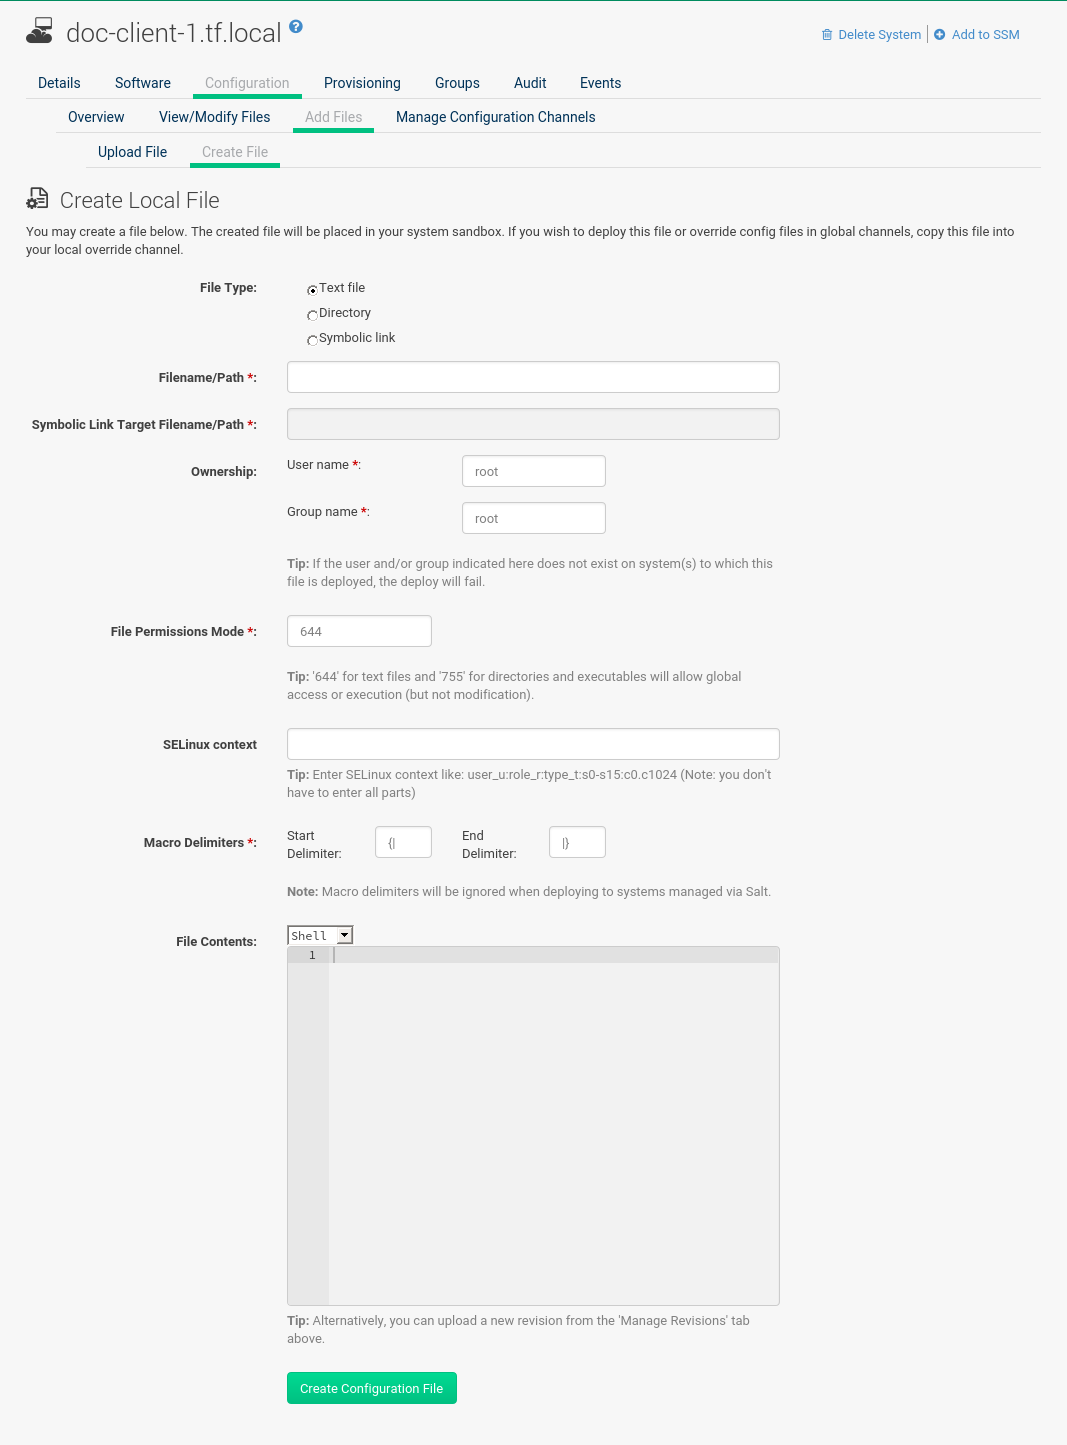 doc-client-1.tf.local ?
Delete System | Add to SSM
Details Software Configuration Provisioning Groups Audit Events
Overview View/Modify Files Add Files Manage Configuration Channels
Upload File Create File
Create Local File
You may create a file below. The created file will be placed in your system sandbox. If you wish to deploy this file or override config files in global channels, copy this file into
your local override channel.
File Type: Text file
Directory
Symbolic link
Filename/Path *:
Symbolic Link Target Filename/Path *:
Ownership: User name *: root
Group name *: root
Tip: If the user and/or group indicated here does not exist on system(s) to which this
file is deployed, the deploy will fail.
File Permissions Mode *: 644
Tip: '644' for text files and '755' for directories and executables will allow global
access or execution (but not modification).
SELinux context
Tip: Enter SELinux context like: user_u:role_r:type_t:s0-s15:c0.c1024 (Note: you don't
have to enter all parts)
Macro Delimiters *: Start Delimiter: {| End Delimiter: |}
Note: Macro delimiters will be ignored when deploying to systems managed via Salt.
File Contents: Shell
1
Tip: Alternatively, you can upload a new revision from the 'Manage Revisions' tab
above.
Create Configuration File